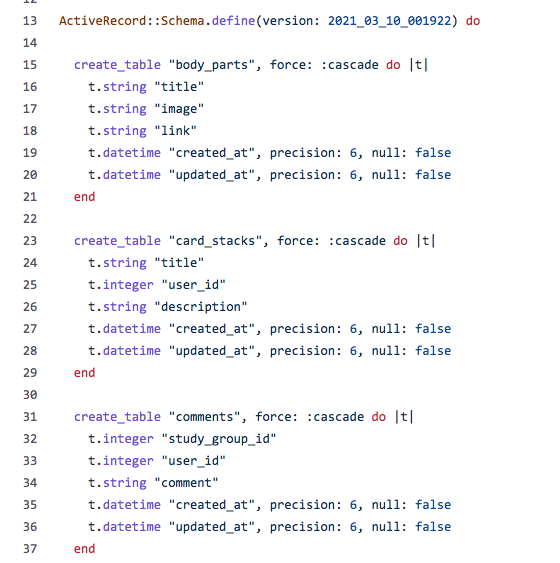 13 ActiveRecord::Schema.define(version: 2021_03_10_001922) do
14
15 create_table "body_parts", force: :cascade do |t|
16 t.string "title"
17 t.string "image"
18 t.string "link"
19 t.datetime "created_at", precision: 6, null: false
20 t.datetime "updated_at", precision: 6, null: false
21 end
22
23 create_table "card_stacks", force: :cascade do |t|
24 t.string "title"
25 t.integer "user_id"
26 t.string "description"
27 t.datetime "created_at", precision: 6, null: false
28 t.datetime "updated_at", precision: 6, null: false
29 end
30
31 create_table "comments", force: :cascade do |t|
32 t.integer "study_group_id"
33 t.integer "user_id"
34 t.string "comment"
35 t.datetime "created_at", precision: 6, null: false
36 t.datetime "updated_at", precision: 6, null: false
37 end